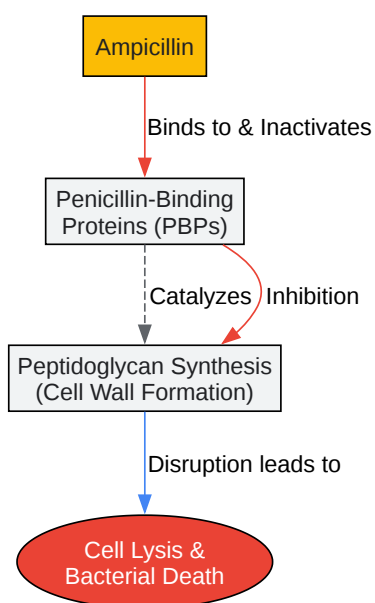 Ampicillin
Binds to & Inactivates
Penicillin-Binding
Proteins (PBPs)
Catalyzes
Inhibition
Peptidoglycan Synthesis
(Cell Wall Formation)
Disruption leads to
Cell Lysis &
Bacterial Death